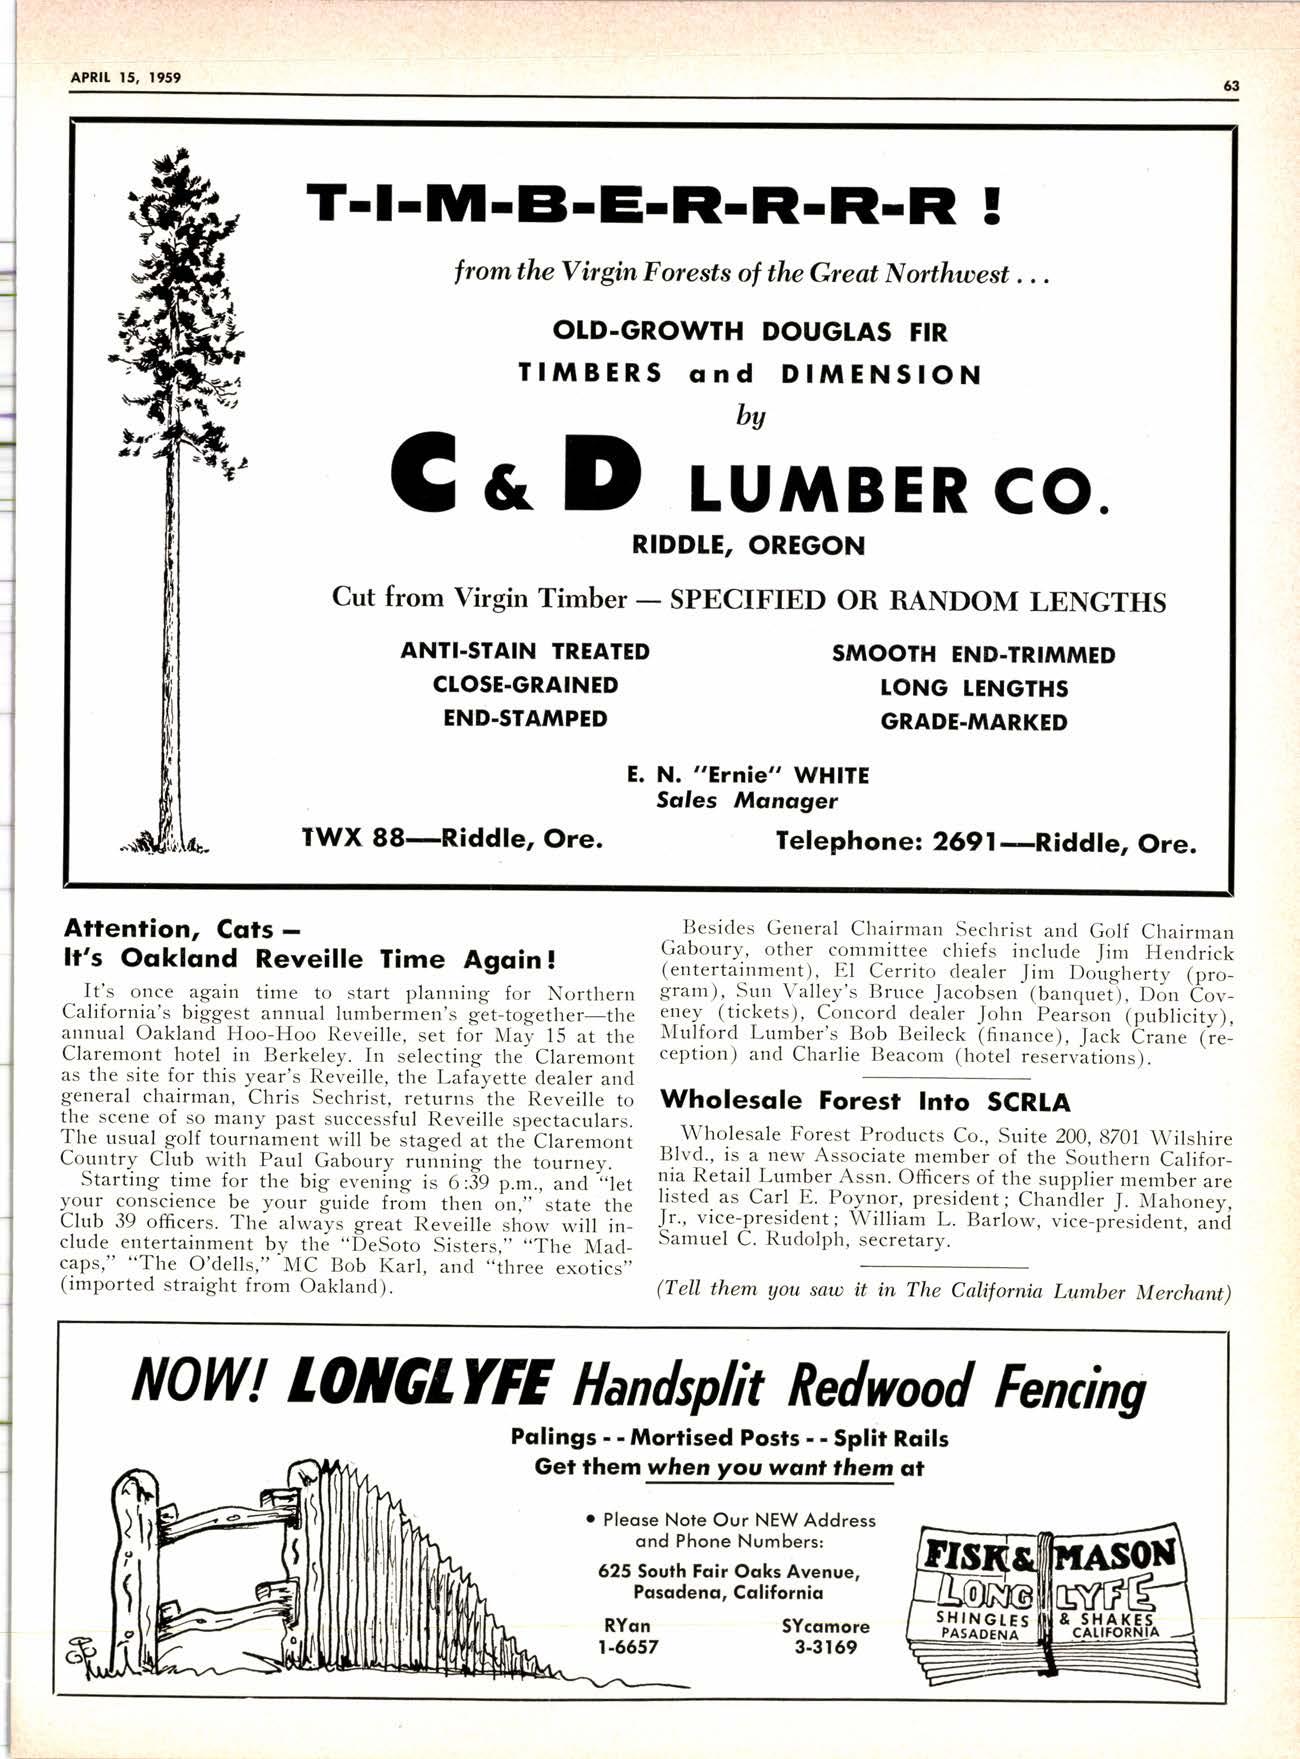 APRIL 15, 1959
63
T-I-M-B-E-R-R-R-R !
from the Virgin Forests of the Great Northwest . . .
OLD-GROWTH DOUGLAS FIR
TIMBERS and DIMENSION
by
C & D LUMBER CO.
RIDDLE, OREGON
Cut from Virgin Timber — SPECIFIED OR RANDOM LENGTHS
ANTI-STAIN TREATED
CLOSE-GRAINED
END-STAMPED
SMOOTH END-TRIMMED
LONG LENGTHS
GRADE-MARKED
E. N. "Ernie" WHITE
Sales Manager
TWX 88—Riddle, Ore.
Telephone: 2691—Riddle, Ore.
Attention, Cats —
It's Oakland Reveille Time Again!
It's once again time to start planning for Northern
California's biggest annual lumbermen's get-together—the
annual Oakland Hoo-Hoo Reveille, set for May 15 at the
Claremont hotel in Berkeley. In selecting the Claremont
as the site for this year's Reveille, the Lafayette dealer and
general chairman, Chris Sechrist, returns the Reveille to
the scene of so many past successful Reveille spectaculars.
The usual golf tournament will be staged at the Claremont
Country Club with Paul Gaboury running the tourney.
Starting time for the big evening is 6:39 p.m., and "let
your conscience be your guide from then on," state the
Club 39 officers. The always great Reveille show will in-
clude entertainment by the "DeSoto Sisters," "The Mad-
caps," "The O'dells," MC Bob Karl, and "three exotics"
(imported straight from Oakland).
Besides General Chairman Sechrist and Golf Chairman
Gaboury, other committee chiefs include Jim Hendrick
(entertainment), El Cerrito dealer Jim Dougherty (pro-
gram), Sun Valley's Bruce Jacobsen (banquet), Don Cov-
eney (tickets), Concord dealer John Pearson (publicity),
Mulford Lumber's Bob Beileck (finance), Jack Crane (re-
ception) and Charlie Beacom (hotel reservations).
Wholesale Forest Into SCRLA
Wholesale Forest Products Co., Suite 200, 8701 Wilshire
Blvd., is a new Associate member of the Southern Califor-
nia Retail Lumber Assn. Officers of the supplier member are
listed as Carl E. Poynor, president; Chandler J. Mahoney,
Jr., vice-president; William L. Barlow, vice-president, and
Samuel C. Rudolph, secretary.
(Tell them you saw it in The California Lumber Merchant)
NOW! LONGLYFE Handsplit Redwood Fencing
Palings - - Mortised Posts - - Split Rails
Get them when you want them at
• Please Note Our NEW Address
and Phone Numbers:
625 South Fair Oaks Avenue,
Pasadena, California
RYan
1-6657
SYcamore
3-3169
FISK & MASON
LONG LYFE
SHINGLES & SHAKES
PASADENA CALIFORNIA